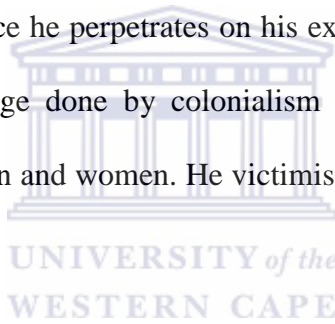 ce he perpetrates on his ex
ge done by colonialism
n and women. He victimis
UNIVERSITY of the
WESTERN CAPE